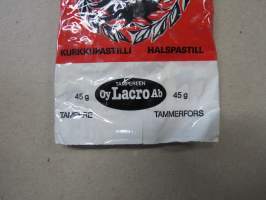 KURKKUPASTILLI HALSPASTILL
TAMPEREEN
45 g Oy Lacro Ab 45 g
TAMPERE TAMMERFORS